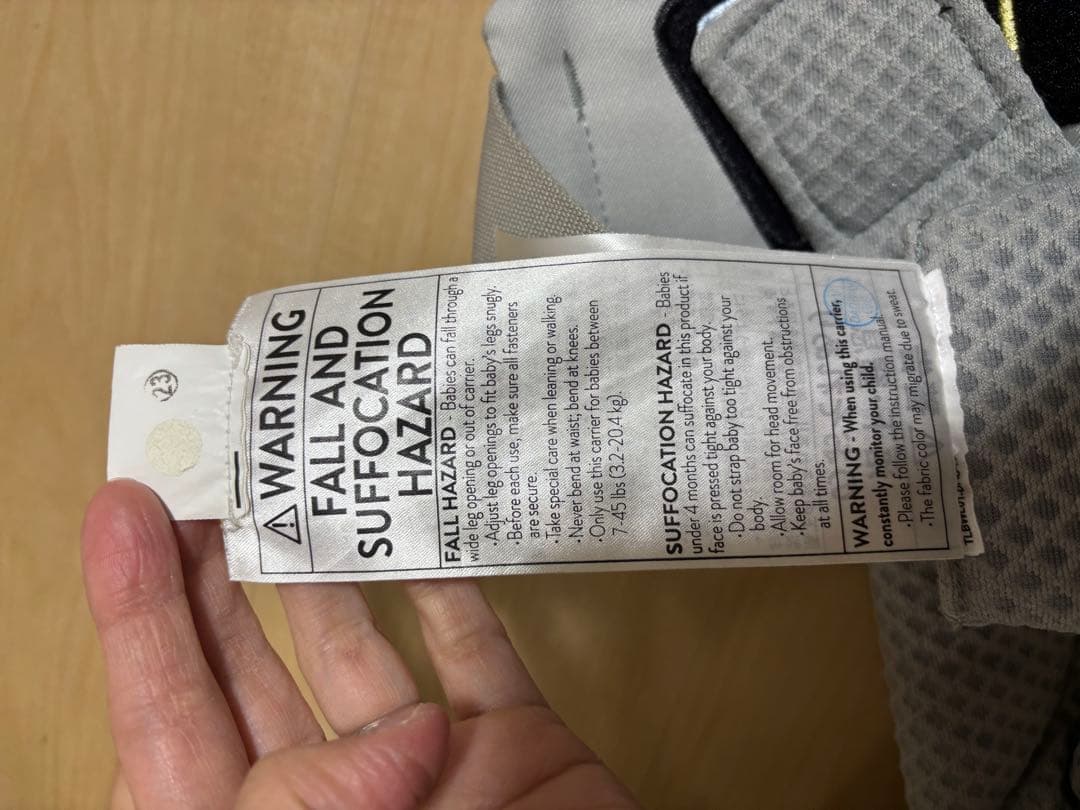 ㉓
WARNING
FALL AND
SUFFOCATION
HAZARD
FALL HAZARD - Babies can fall through a
wide leg opening or out of carrier.
·Adjust leg openings to fit baby's legs snugly.
·Before each use, make sure all fasteners
are secure.
·Take special care when leaning or walking.
·Never bend at waist; bend at knees.
·Only use this carrier for babies between
7-45 lbs (3.2-20.4 kg).
SUFFOCATION HAZARD - Babies
under 4 months can suffocate in this product if
face is pressed tight against your body.
·Do not strap baby too tight against your
body.
·Allow room for head movement.
·Keep baby's face free from obstructions
at all times.
WARNING - When using this carrier,
constantly monitor your child.
·Please follow the instruction manual.
·The fabric color may migrate due to sweat.